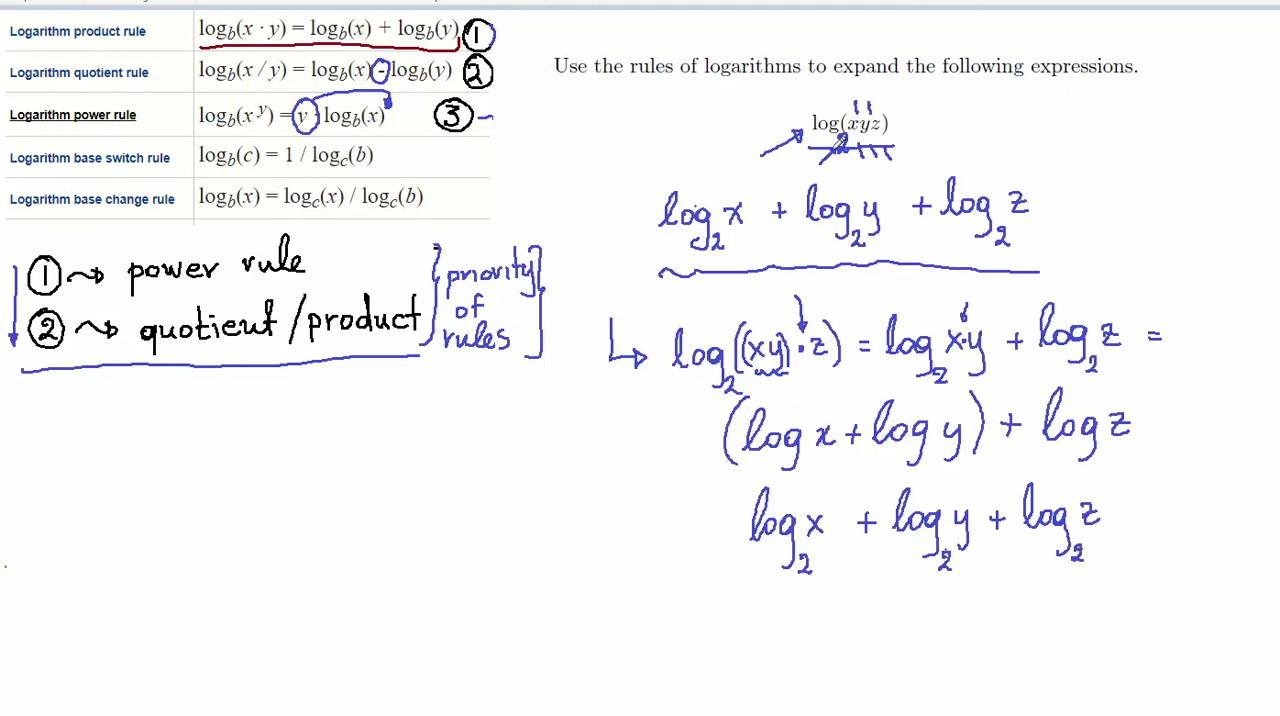 Logarithm product rule log_b(x · y) = log_b(x) + log_b(y) ①
Logarithm quotient rule log_b(x / y) = log_b(x) - log_b(y) ②
Logarithm power rule log_b(x^y) = y · log_b(x) ③
Logarithm base switch rule log_b(c) = 1 / log_c(b)
Logarithm base change rule log_b(x) = log_c(x) / log_c(b)
① ⇝ power rule
② ⇝ quotient / product
priority
of
rules
Use the rules of logarithms to expand the following expressions.
log(xyz)
log_2 x + log_2 y + log_2 z
↳ log_2((xy) · z) = log_2 x·y + log_2 z =
(log x + log y) + log z
log_2 x + log_2 y + log_2 z